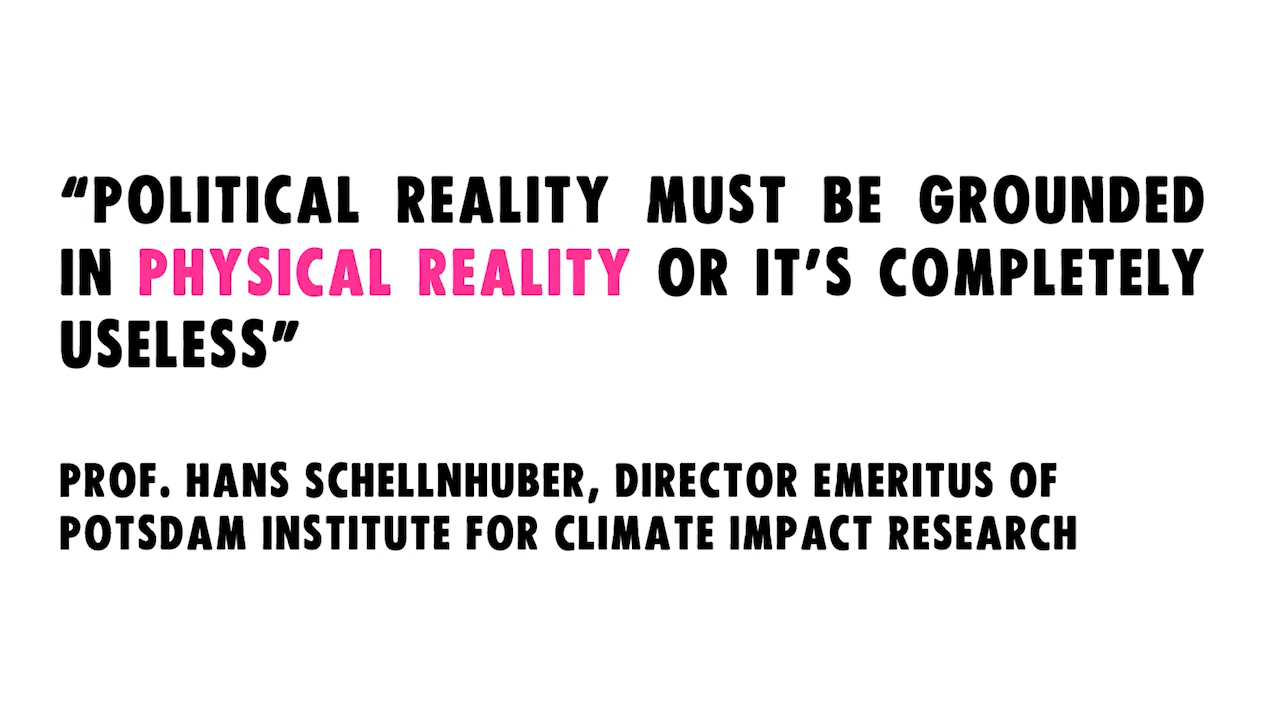 “POLITICAL REALITY MUST BE GROUNDED
IN PHYSICAL REALITY OR IT’S COMPLETELY
USELESS”
PROF. HANS SCHELLNHUBER, DIRECTOR EMERITUS OF
POTSDAM INSTITUTE FOR CLIMATE IMPACT RESEARCH